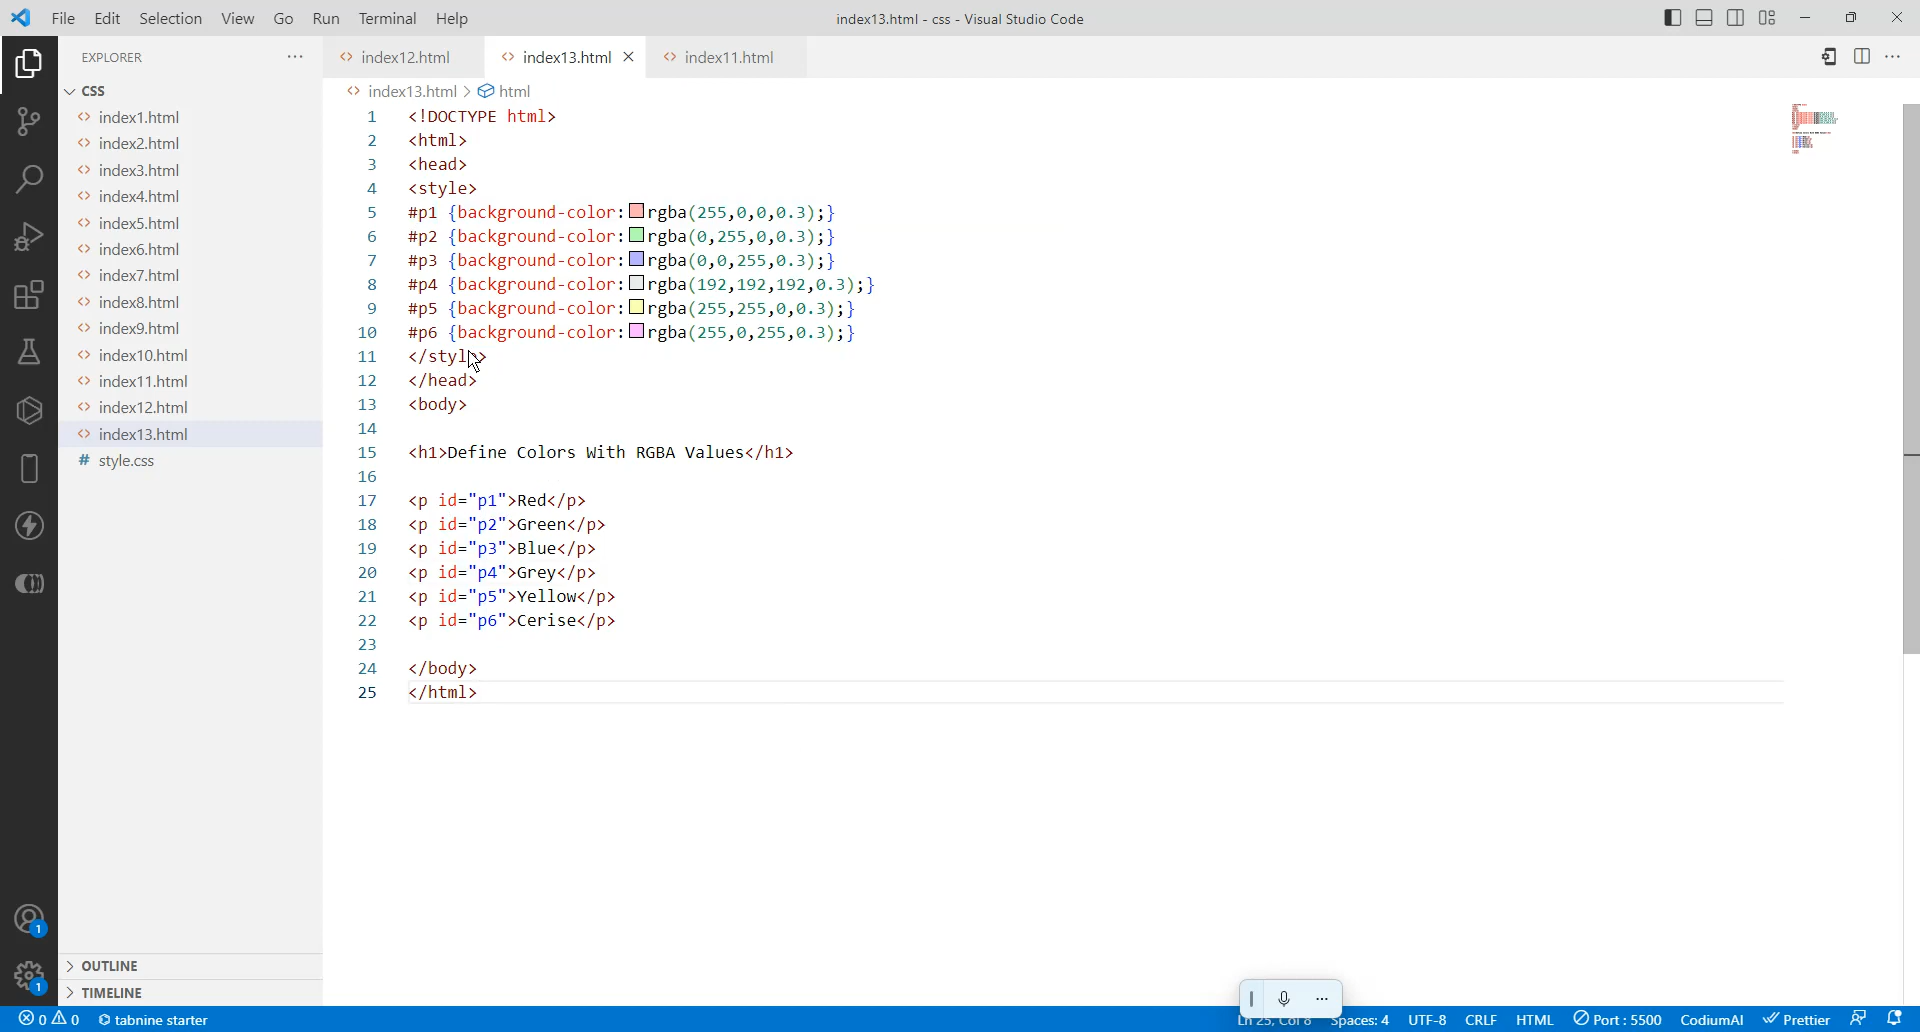 File Edit Selection View Go Run Terminal Help
index13.html - css - Visual Studio Code
EXPLORER
CSS
index1.html
index2.html
index3.html
index4.html
index5.html
index6.html
index7.html
index8.html
index9.html
index10.html
index11.html
index12.html
index13.html
# style.css
OUTLINE
TIMELINE
index12.html index13.html index11.html
index13.html > html
1 <!DOCTYPE html>
2 <html>
3 <head>
4 <style>
5 #p1 {background-color:rgba(255,0,0,0.3);}
6 #p2 {background-color:rgba(0,255,0,0.3);}
7 #p3 {background-color:rgba(0,0,255,0.3);}
8 #p4 {background-color:rgba(192,192,192,0.3);}
9 #p5 {background-color:rgba(255,255,0,0.3);}
10 #p6 {background-color:rgba(255,0,255,0.3);}
11 </style>
12 </head>
13 <body>
14
15 <h1>Define Colors With RGBA Values</h1>
16
17 <p id="p1">Red</p>
18 <p id="p2">Green</p>
19 <p id="p3">Blue</p>
20 <p id="p4">Grey</p>
21 <p id="p5">Yellow</p>
22 <p id="p6">Cerise</p>
23
24 </body>
25 </html>
1
1
0 0 tabnine starter Ln 25, Col 8 Spaces: 4 UTF-8 CRLF HTML Port : 5500 CodiumAI Prettier